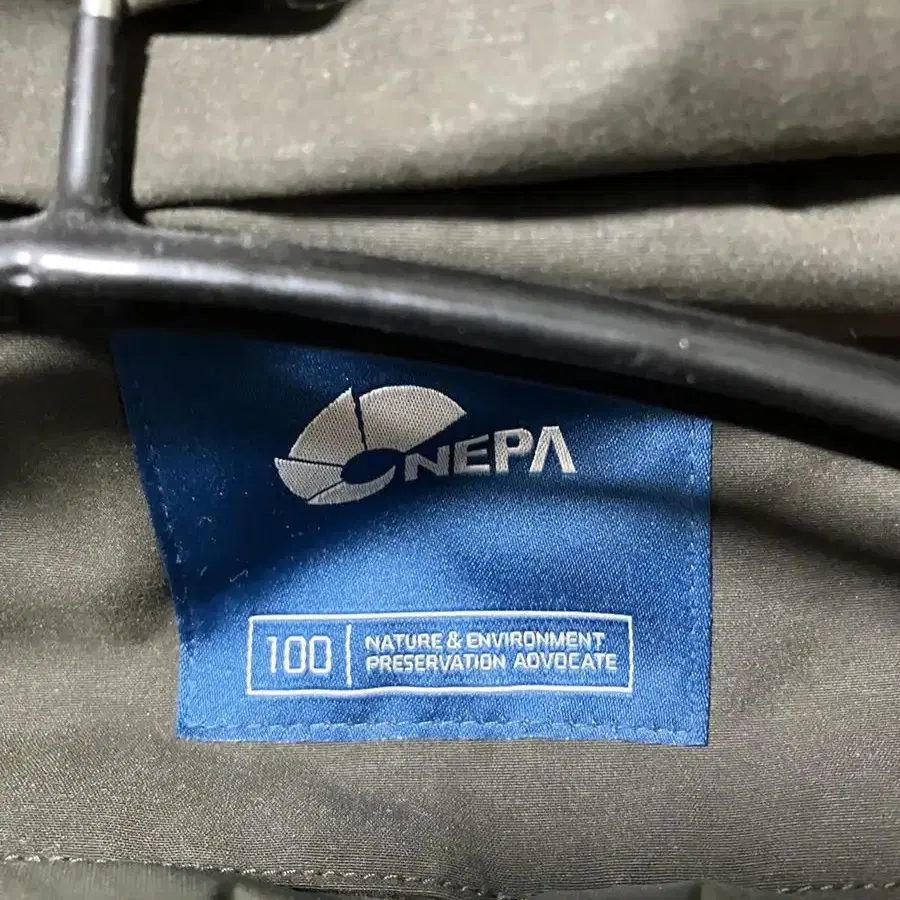 NEPA
100
NATURE & ENVIRONMENT
PRESERVATION ADVOCATE